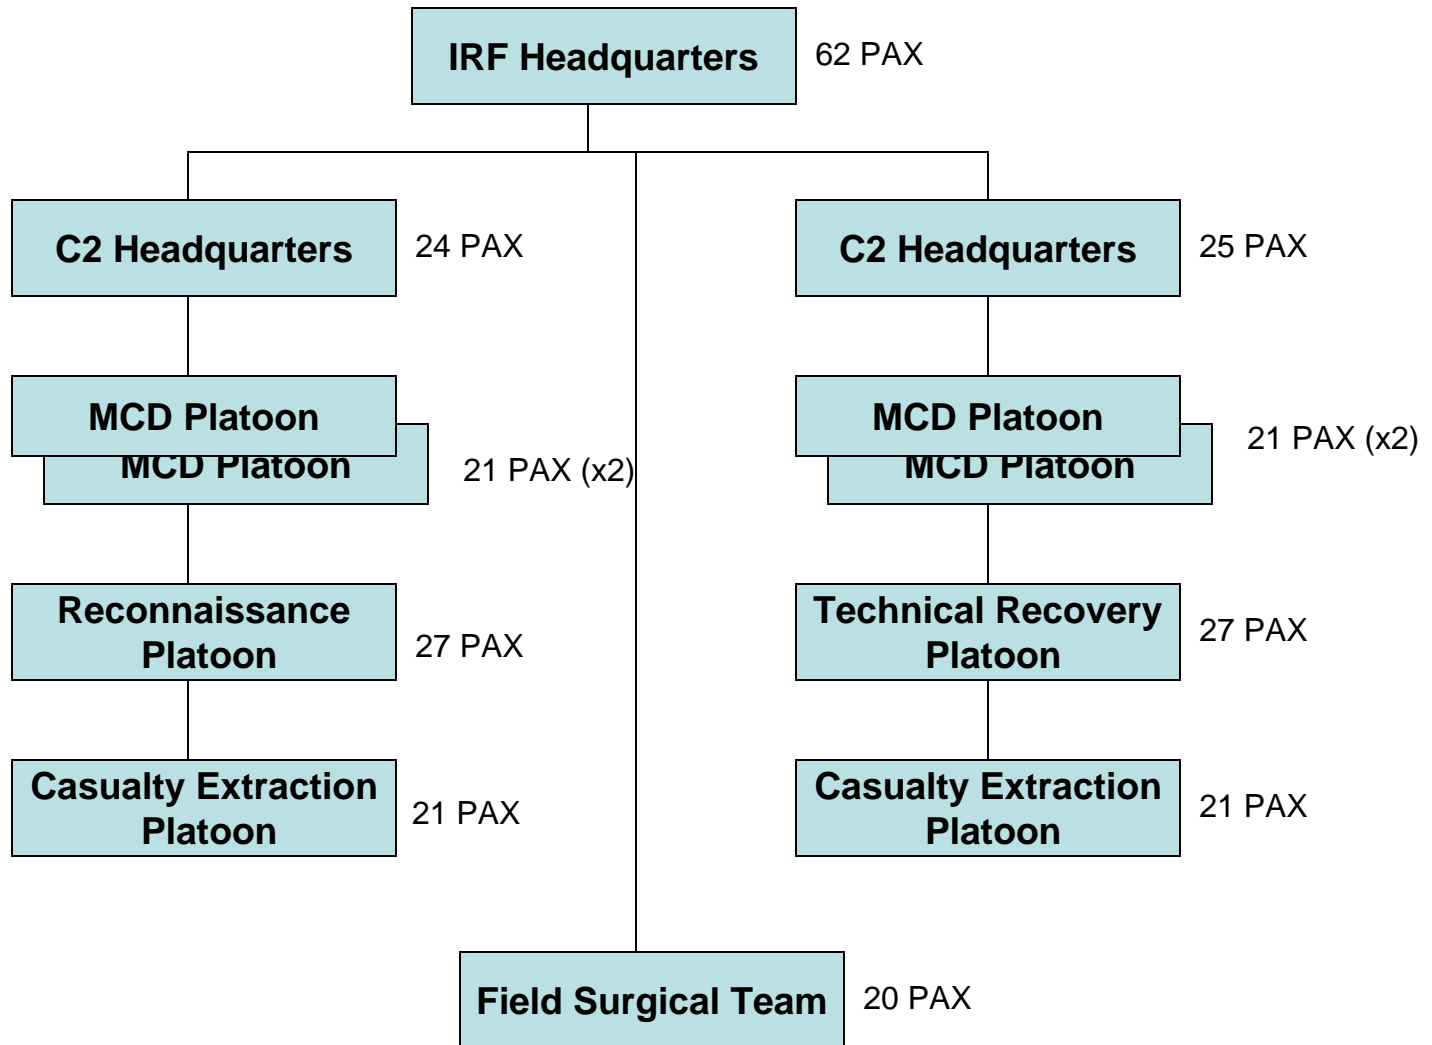 IRF Headquarters
62 PAX
C2 Headquarters
24 PAX
C2 Headquarters
25 PAX
MCD Platoon
MCD Platoon
21 PAX (x2)
MCD Platoon
MCD Platoon
21 PAX (x2)
Reconnaissance
Platoon
27 PAX
Technical Recovery
Platoon
27 PAX
Casualty Extraction
Platoon
21 PAX
Casualty Extraction
Platoon
21 PAX
Field Surgical Team
20 PAX